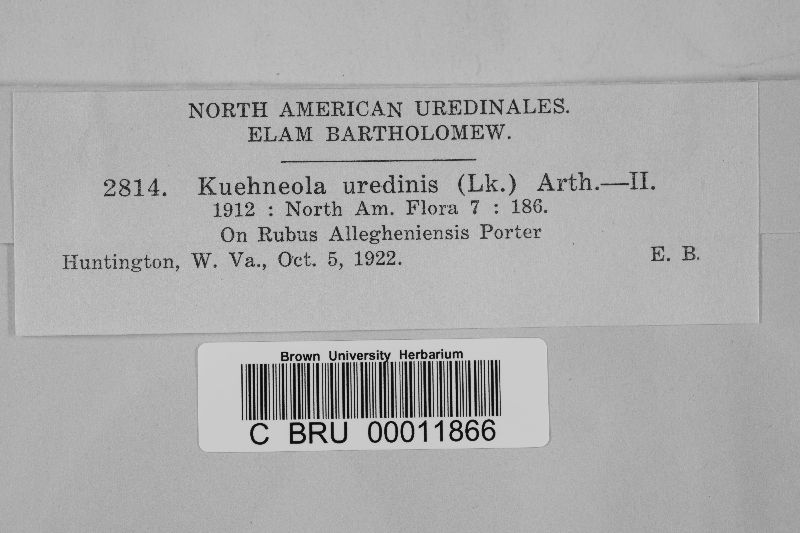 NORTH AMERICAN UREDINALES.
ELAM BARTHOLOMEW.
2814. Kuehneola uredinis (Lk.) Arth.—II.
1912 : North Am. Flora 7 : 186.
On Rubus Allegheniensis Porter
Huntington, W. Va., Oct. 5, 1922. E. B.
Brown University Herbarium
C BRU 00011866